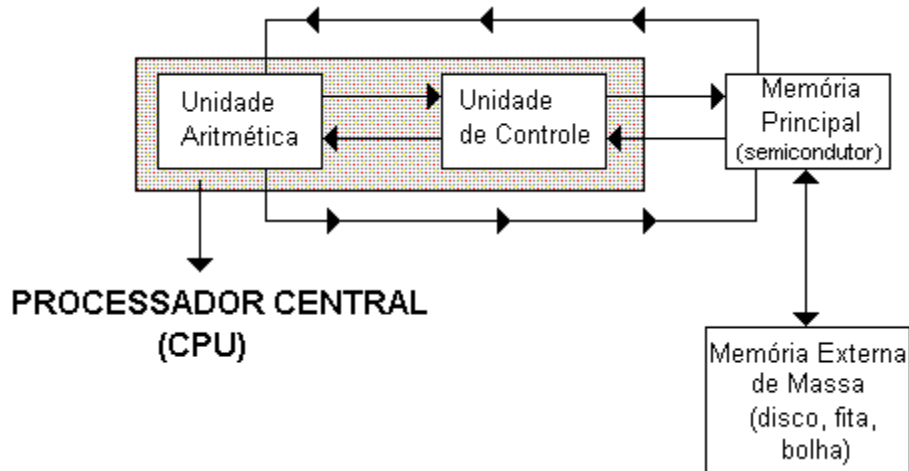 Unidade
Aritmética
Unidade
de Controle
Memória
Principal
(semicondutor)
PROCESSADOR CENTRAL
(CPU)
Memória Externa
de Massa
(disco, fita,
bolha)